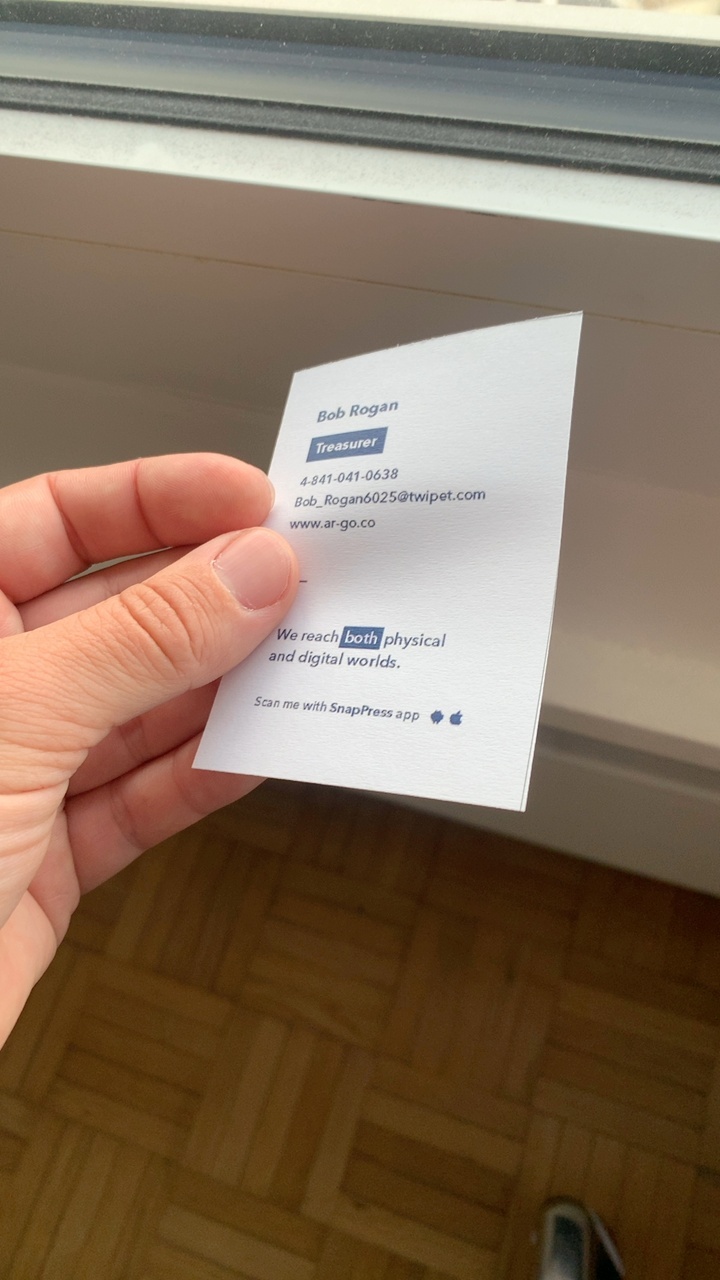 Bob Rogan
Treasurer
4-841-041-0638
Bob_Rogan6025@twipet.com
www.ar-go.co
–
We reach both physical
and digital worlds.
Scan me with SnapPress app